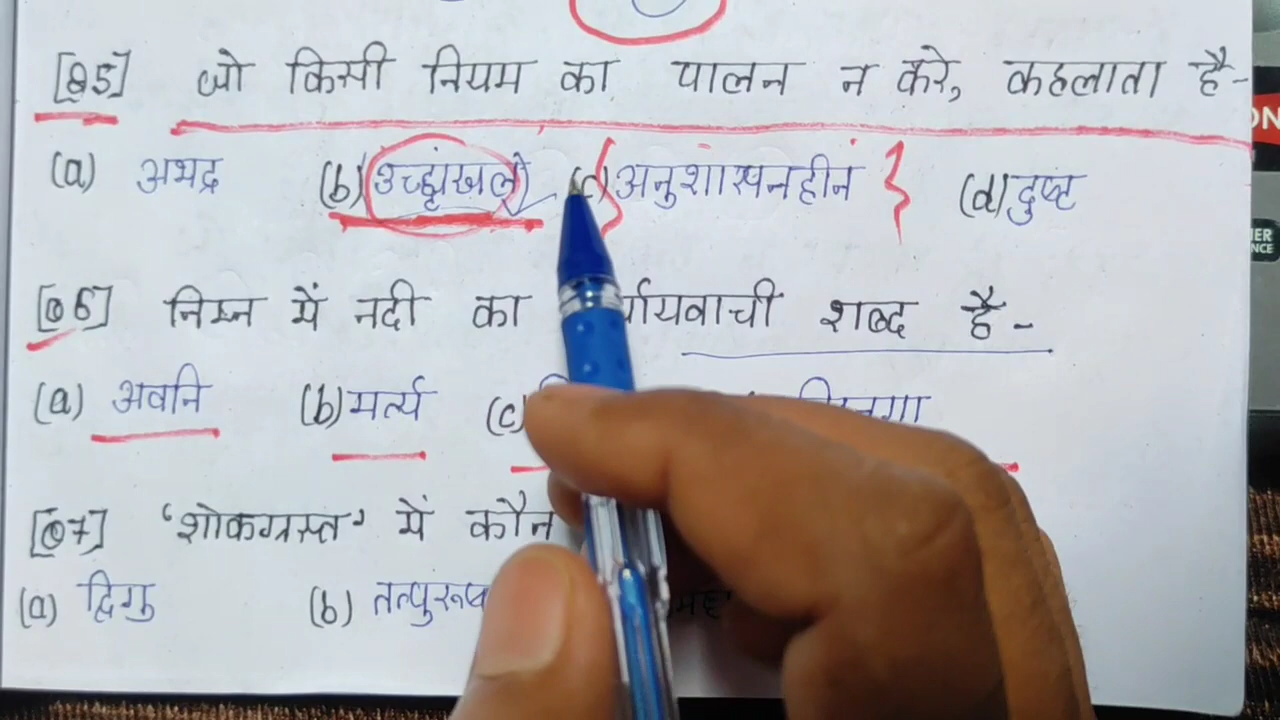 [Q5] जो किसी नियम का पालन न करे, कहलाता है-
(a) अभद्र (b) उच्छृंखल (c) अनुशासनहीन (d) दुष्ट
[Q6] निम्न में नदी का पर्यायवाची शब्द है-
(a) अवनि (b) मर्त्य (c)
[Q7] 'शोकग्रस्त' में कौन
(a) द्विगु (b) तत्पुरूष